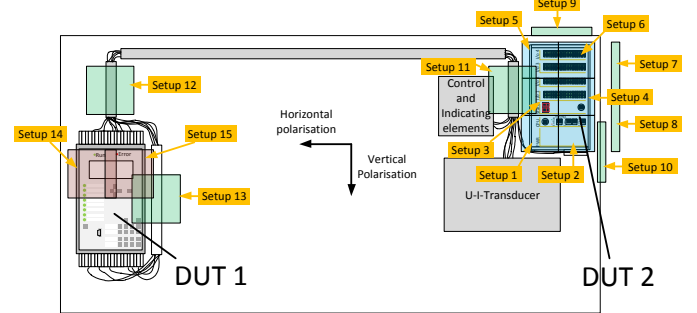 Setup 9
Setup 5
Setup 6
Setup 11
Setup 7
Setup 12
Control
and
Indicating
elements
Setup 4
Horizontal
polarisation
Setup 14
Setup 15
Setup 8
Run
Error
Setup 3
Vertical
Polarisation
Setup 1
Setup 2
Setup 10
U-I-Transducer
Setup 13
DUT 1
DUT 2